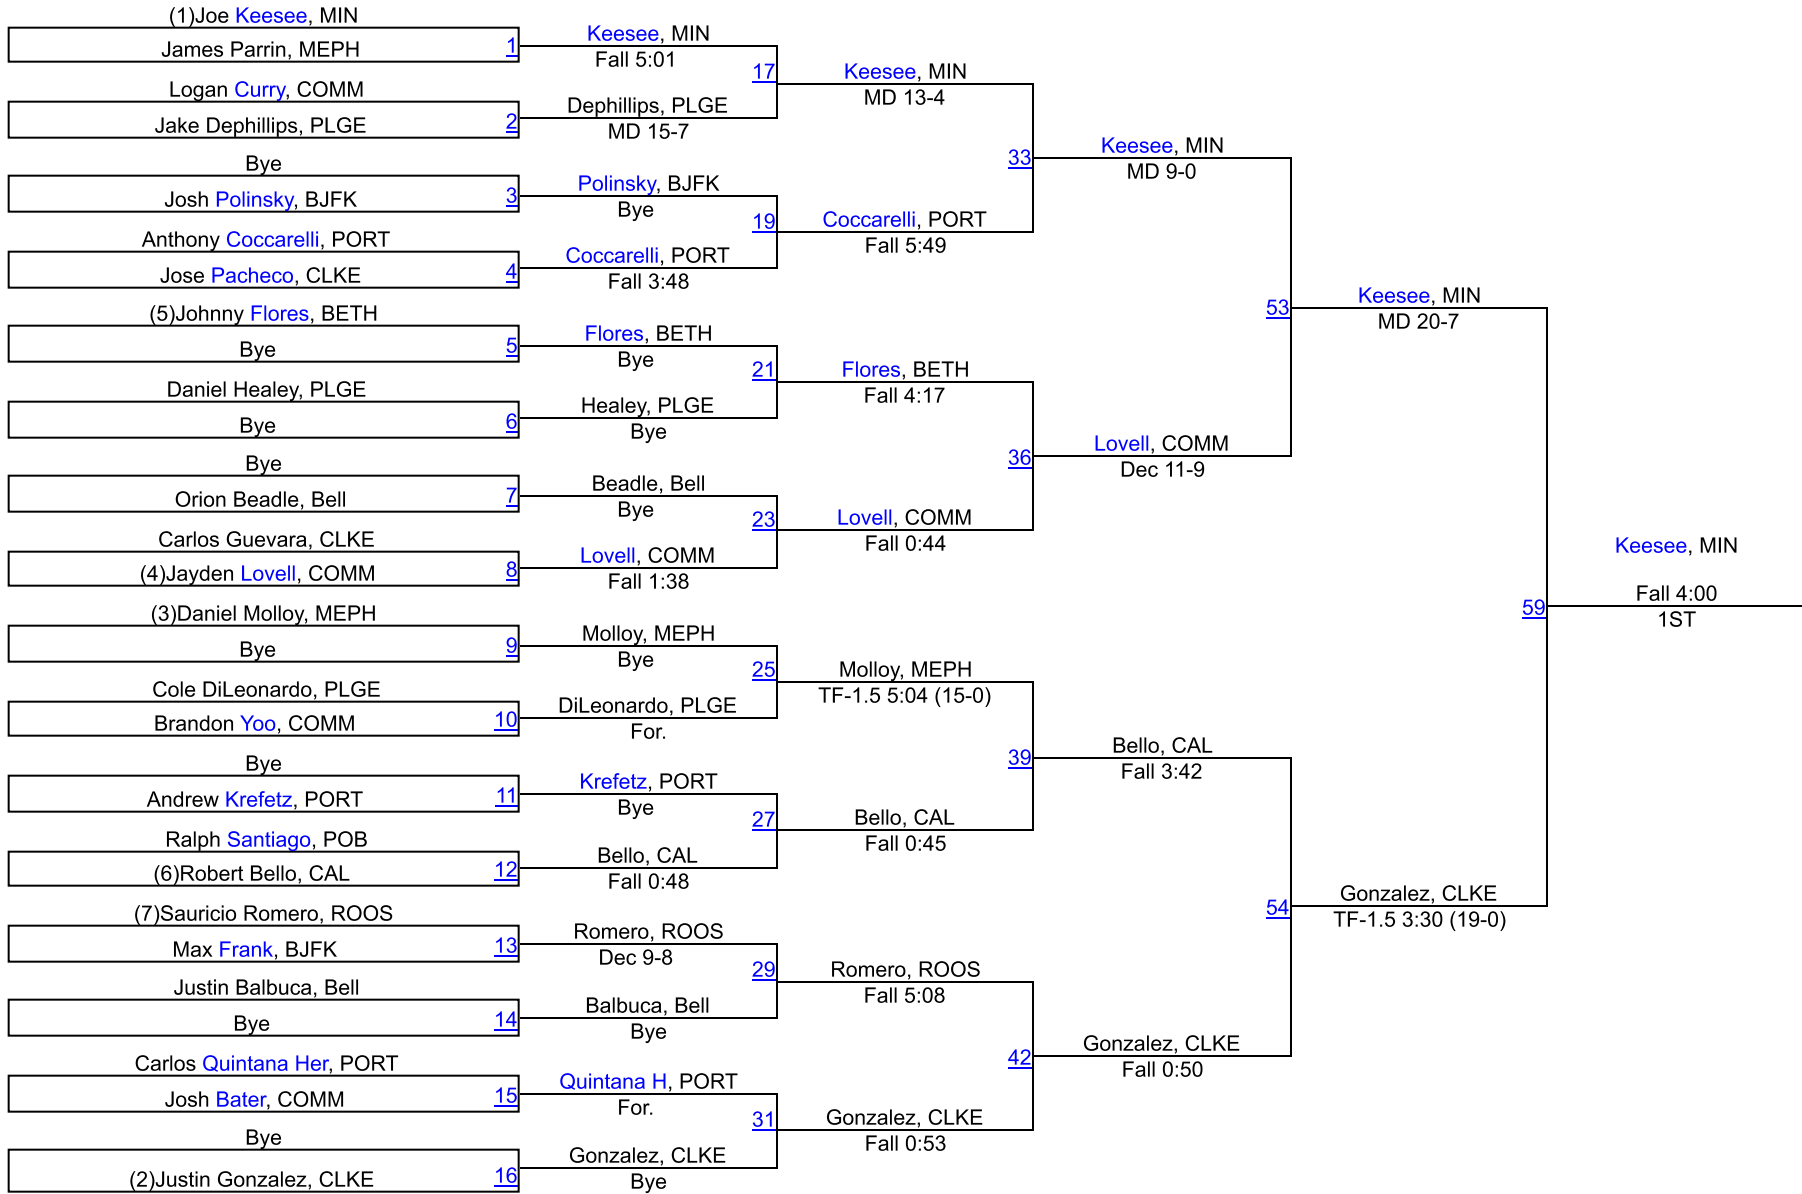 (1)Joe Keesee, MIN
James Parrin, MEPH
1
Logan Curry, COMM
Jake Dephillips, PLGE
2
Bye
Josh Polinsky, BJFK
3
Anthony Coccarelli, PORT
Jose Pacheco, CLKE
4
(5)Johnny Flores, BETH
Bye
5
Daniel Healey, PLGE
Bye
6
Bye
Orion Beadle, Bell
7
Carlos Guevara, CLKE
(4)Jayden Lovell, COMM
8
(3)Daniel Molloy, MEPH
Bye
9
Cole DiLeonardo, PLGE
Brandon Yoo, COMM
10
Bye
Andrew Krefetz, PORT
11
Ralph Santiago, POB
(6)Robert Bello, CAL
12
(7)Sauricio Romero, ROOS
Max Frank, BJFK
13
Justin Balbuca, Bell
Bye
14
Carlos Quintana Her, PORT
Josh Bater, COMM
15
Bye
(2)Justin Gonzalez, CLKE
16
Keesee, MIN
Fall 5:01
17
Dephillips, PLGE
MD 15-7
Polinsky, BJFK
Bye
19
Coccarelli, PORT
Fall 3:48
Flores, BETH
Bye
21
Healey, PLGE
Bye
Beadle, Bell
Bye
23
Lovell, COMM
Fall 1:38
Molloy, MEPH
Bye
25
DiLeonardo, PLGE
For.
Krefetz, PORT
Bye
27
Bello, CAL
Fall 0:48
Romero, ROOS
Dec 9-8
29
Balbuca, Bell
Bye
Quintana H, PORT
For.
31
Gonzalez, CLKE
Bye
Keesee, MIN
MD 13-4
33
Coccarelli, PORT
Fall 5:49
Flores, BETH
Fall 4:17
36
Lovell, COMM
Fall 0:44
Molloy, MEPH
TF-1.5 5:04 (15-0)
39
Bello, CAL
Fall 0:45
Romero, ROOS
Fall 5:08
42
Gonzalez, CLKE
Fall 0:53
Keesee, MIN
MD 9-0
53
Lovell, COMM
Dec 11-9
Bello, CAL
Fall 3:42
54
Gonzalez, CLKE
Fall 0:50
Keesee, MIN
MD 20-7
59
Gonzalez, CLKE
TF-1.5 3:30 (19-0)
Keesee, MIN
Fall 4:00
1ST